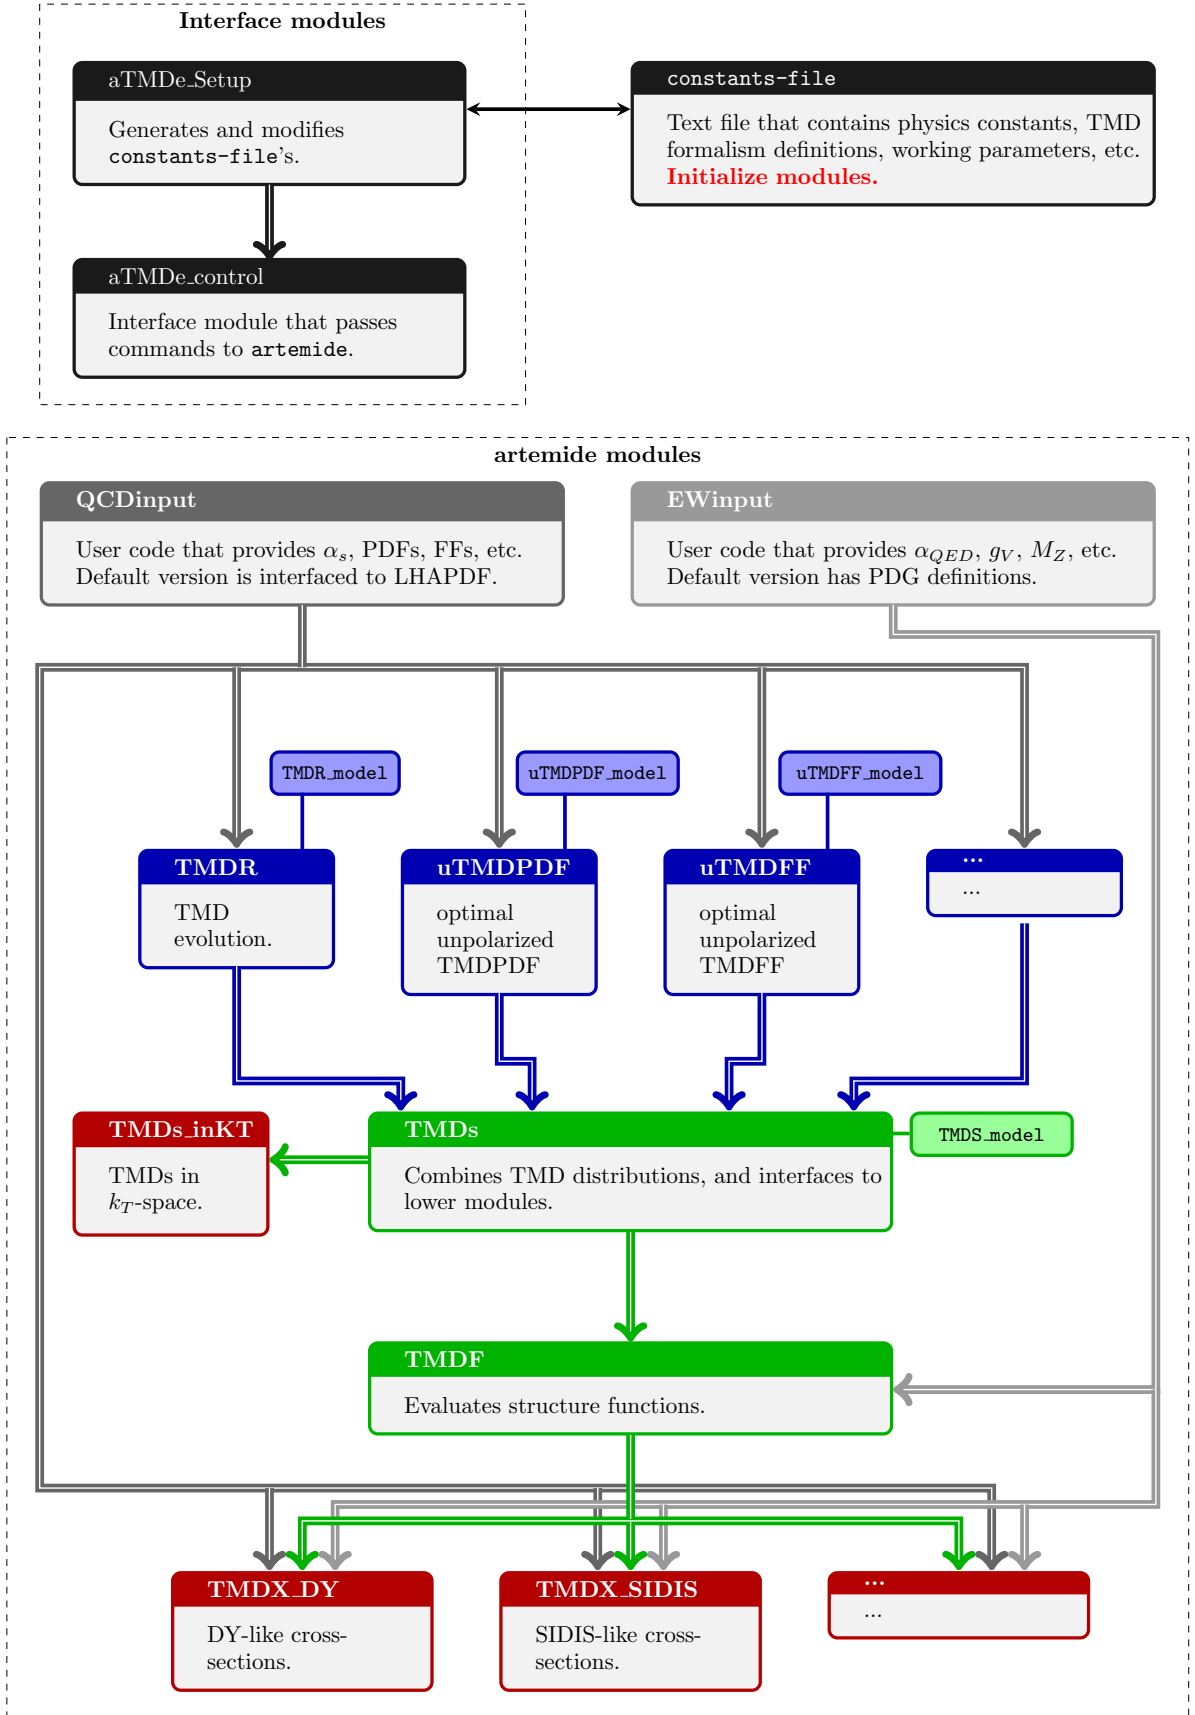 Interface modules
aTMDe_Setup
Generates and modifies
constants-file's.
constants-file
Text file that contains physics constants, TMD
formalism definitions, working parameters, etc.
Initialize modules.
aTMDe_control
Interface module that passes
commands to artemide.
artemide modules
QCDinput
User code that provides α_s, PDFs, FFs, etc.
Default version is interfaced to LHAPDF.
EWinput
User code that provides α_QED, g_V, M_Z, etc.
Default version has PDG definitions.
TMDR_model
uTMDPDF_model
uTMDFF_model
TMDR
TMD
evolution.
uTMDPDF
optimal
unpolarized
TMDPDF
uTMDFF
optimal
unpolarized
TMDFF
...
...
TMDs_inKT
TMDs in
k_T-space.
TMDs
Combines TMD distributions, and interfaces to
lower modules.
TMDS_model
TMDF
Evaluates structure functions.
TMDX_DY
DY-like cross-
sections.
TMDX_SIDIS
SIDIS-like cross-
sections.
...
...